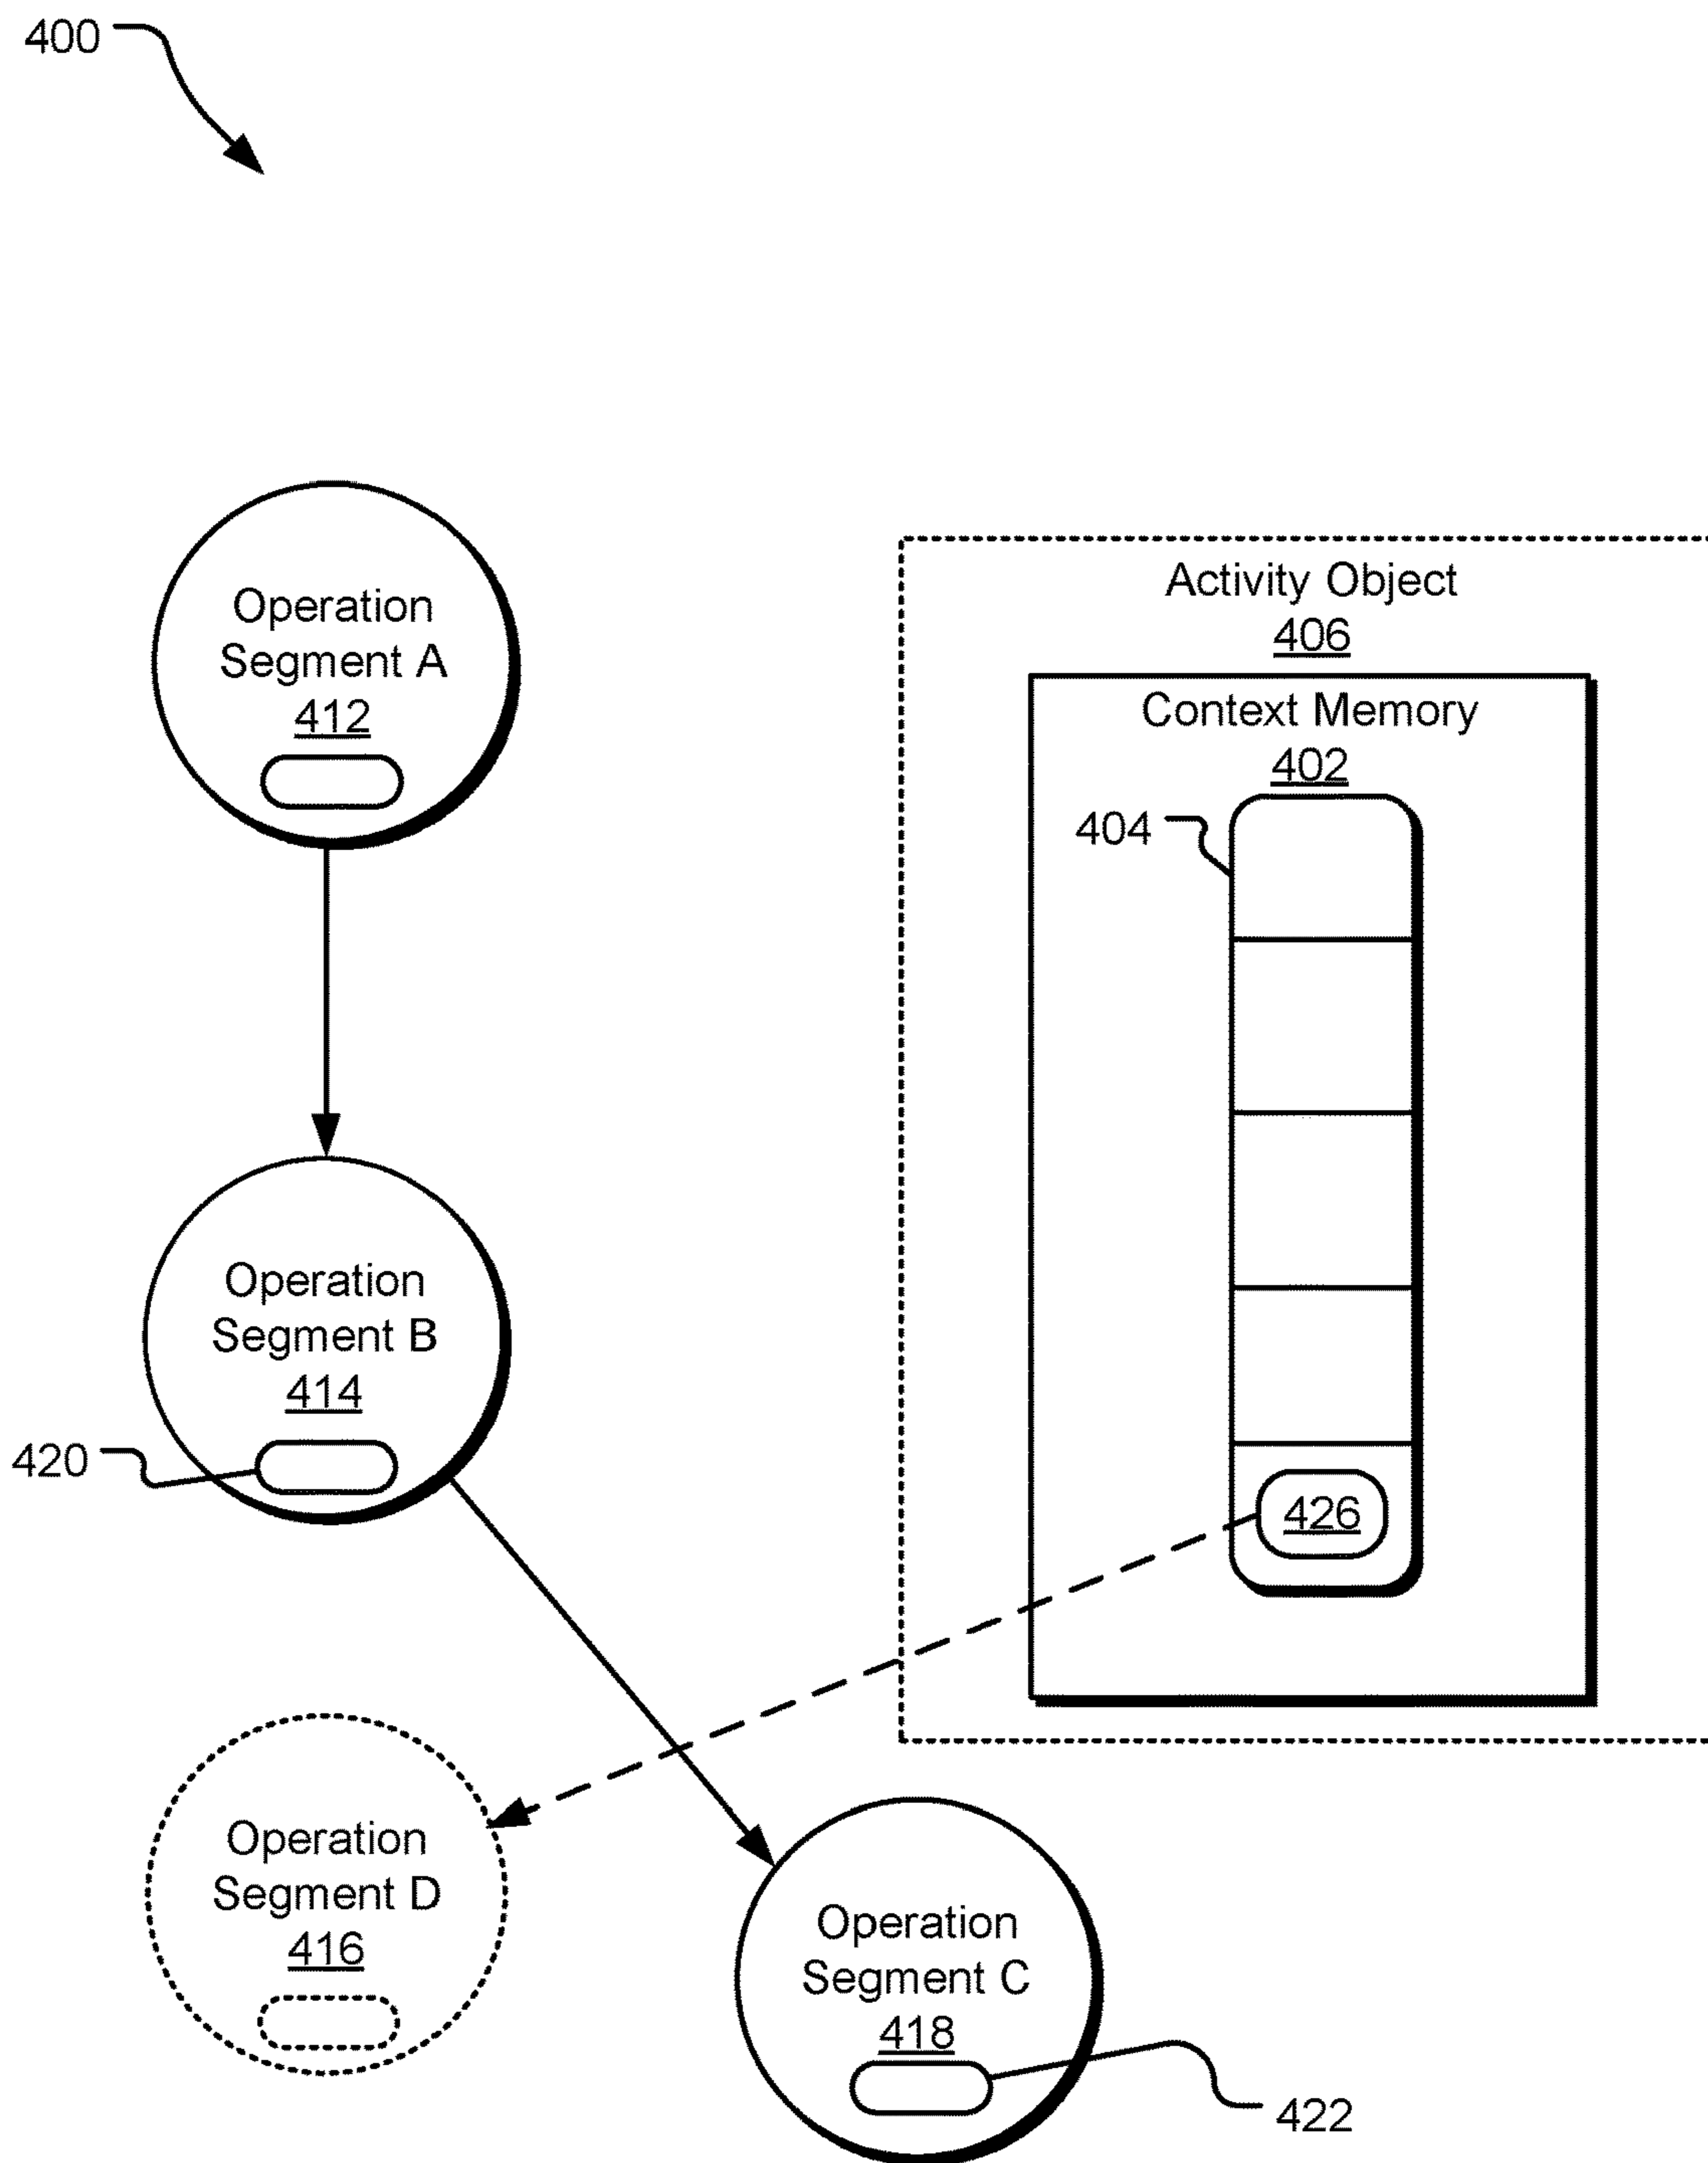 400
Operation
Segment A
412
Activity Object
406
Context Memory
402
404
Operation
Segment B
414
420
426
Operation
Segment D
416
Operation
Segment C
418
422